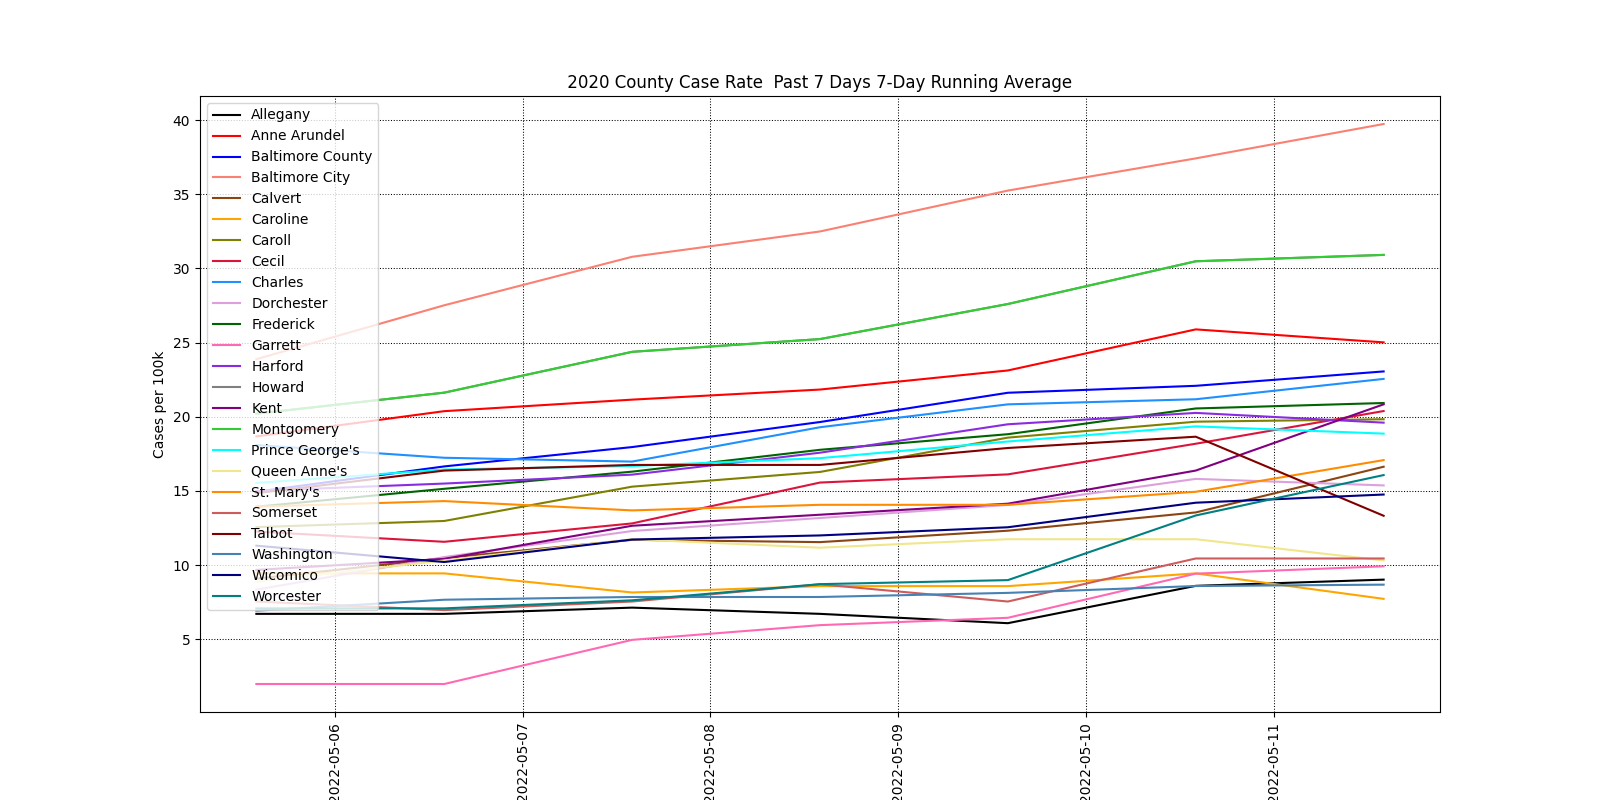 2020 County Case Rate  Past 7 Days 7-Day Running Average
Cases per 100k
40
35
30
25
20
15
10
5
Allegany
Anne Arundel
Baltimore County
Baltimore City
Calvert
Caroline
Caroll
Cecil
Charles
Dorchester
Frederick
Garrett
Harford
Howard
Kent
Montgomery
Prince George's
Queen Anne's
St. Mary's
Somerset
Talbot
Washington
Wicomico
Worcester
2022-05-06
2022-05-07
2022-05-08
2022-05-09
2022-05-10
2022-05-11